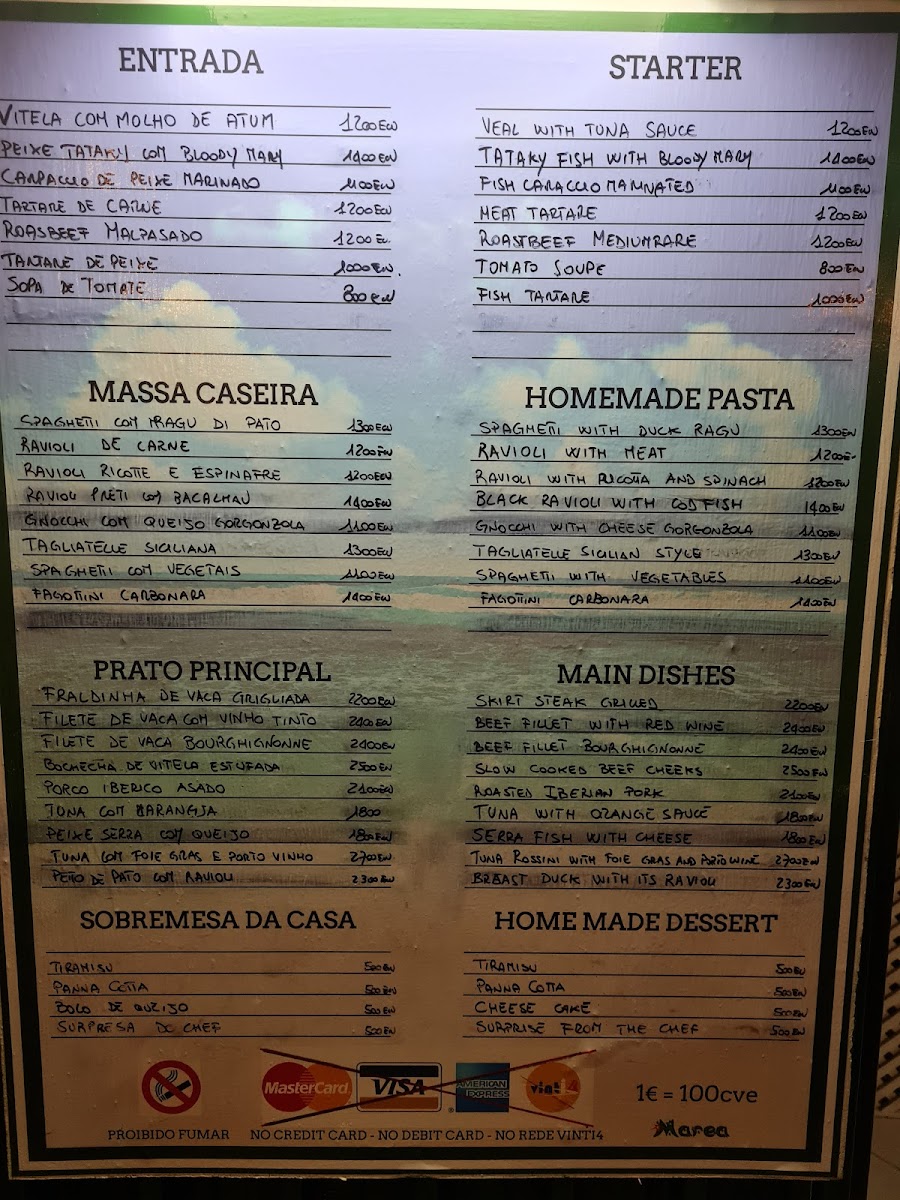 ENTRADA
VITELA COM MOLHO DE ATUM 1200 ECV
PEIXE TATAKY COM BLOODY MARY 1400 ECV
CARPACCIO DE PEIXE MARINADO 1100 ECV
TARTARE DE CARNE 1200 ECV
ROASBEEF MALPASADO 1200 E.
TARTARE DE PEIXE 1000 ECV.
SOPA DE TOMATE 800 ECV
STARTER
VEAL WITH TUNA SAUCE 1200 ECV
TATAKY FISH WITH BLOODY MARY 1400 ECV
FISH CARACCIO MARINATED 1100 ECV
MEAT TARTARE 1200 ECV
ROASTBEEF MEDIUMRARE 1200 ECV
TOMATO SOUPE 800 ECV
FISH TARTARE 1000 ECV
MASSA CASEIRA
SPAGHETTI COM RAGU DI PATO 1300 ECV
RAVIOLI DE CARNE 1200 ECV
RAVIOLI RICOTTE E ESPINAFRE 1200 ECV
RAVIOLI PRETI COM BACALHAU 1400 ECV
GNOCCHI COM QUEIJO GORGONZOLA 1100 ECV
TAGLIATELLE SICILIANA 1300 ECV
SPAGHETTI COM VEGETAIS 1100 ECV
FAGOTTINI CARBONARA 1400 ECV
HOMEMADE PASTA
SPAGHETTI WITH DUCK RAGU 1300 ECV
RAVIOLI WITH MEAT 1200 E-
RAVIOLI WITH RICOTTA AND SPINACH 1200 ECV
BLACK RAVIOLI WITH CODFISH 1400 ECV
GNOCCHI WITH CHEESE GORGONZOLA 1100 ECV
TAGLIATELLE SICILIAN STYLE 1300 ECV
SPAGHETTI WITH VEGETABLES 1100 ECV
FAGOTTINI CARBONARA 1400 ECV
PRATO PRINCIPAL
FRALDINHA DE VACA GRIGLIADA 2200 ECV
FILETE DE VACA COM VINHO TINTO 2400 ECV
FILETE DE VACA BOURGHIGNONNE 2400 ECV
BOCHECHA DE VITELA ESTUFADA 2500 ECV
PORCO IBERICO ASADO 2100 ECV
TUNA COM LARANGJA 1800
PEIXE SERRA COM QUEIJO 1800 ECV
TUNA COM FOIE GRAS E PORTO VINHO 2700 ECV
PEITO DE PATO COM RAVIOLI 2300 ECV
MAIN DISHES
SKIRT STEAK GRILLED 2200 ECV
BEEF FILLET WITH RED WINE 2400 ECV
BEEF FILLET BOURGHIGNONNE 2400 ECV
SLOW COOKED BEEF CHEEKS 2500 ECV
ROASTED IBERIAN PORK 2100 ECV
TUNA WITH ORANGE SAUCE 1800 ECV
SERRA FISH WITH CHEESE 1800 ECV
TUNA ROSSINI WITH FOIE GRAS AND PORTO WINE 2700 ECV
BREAST DUCK WITH ITS RAVIOLI 2300 ECV
SOBREMESA DA CASA
TIRAMISU 500 ECV
PANNA COTTA 500 ECV
BOLO DE QUEIJO 500 ECV
SURPRESA DO CHEF 500 ECV
HOME MADE DESSERT
TIRAMISU 500 ECV
PANNA COTTA 500 ECV
CHEESE CAKE 500 ECV
SURPRISE FROM THE CHEF 500 ECV
MasterCard VISA AMERICAN EXPRESS vinti4
1€ = 100cve
PROIBIDO FUMAR NO CREDIT CARD - NO DEBIT CARD - NO REDE VINTI4
Marea